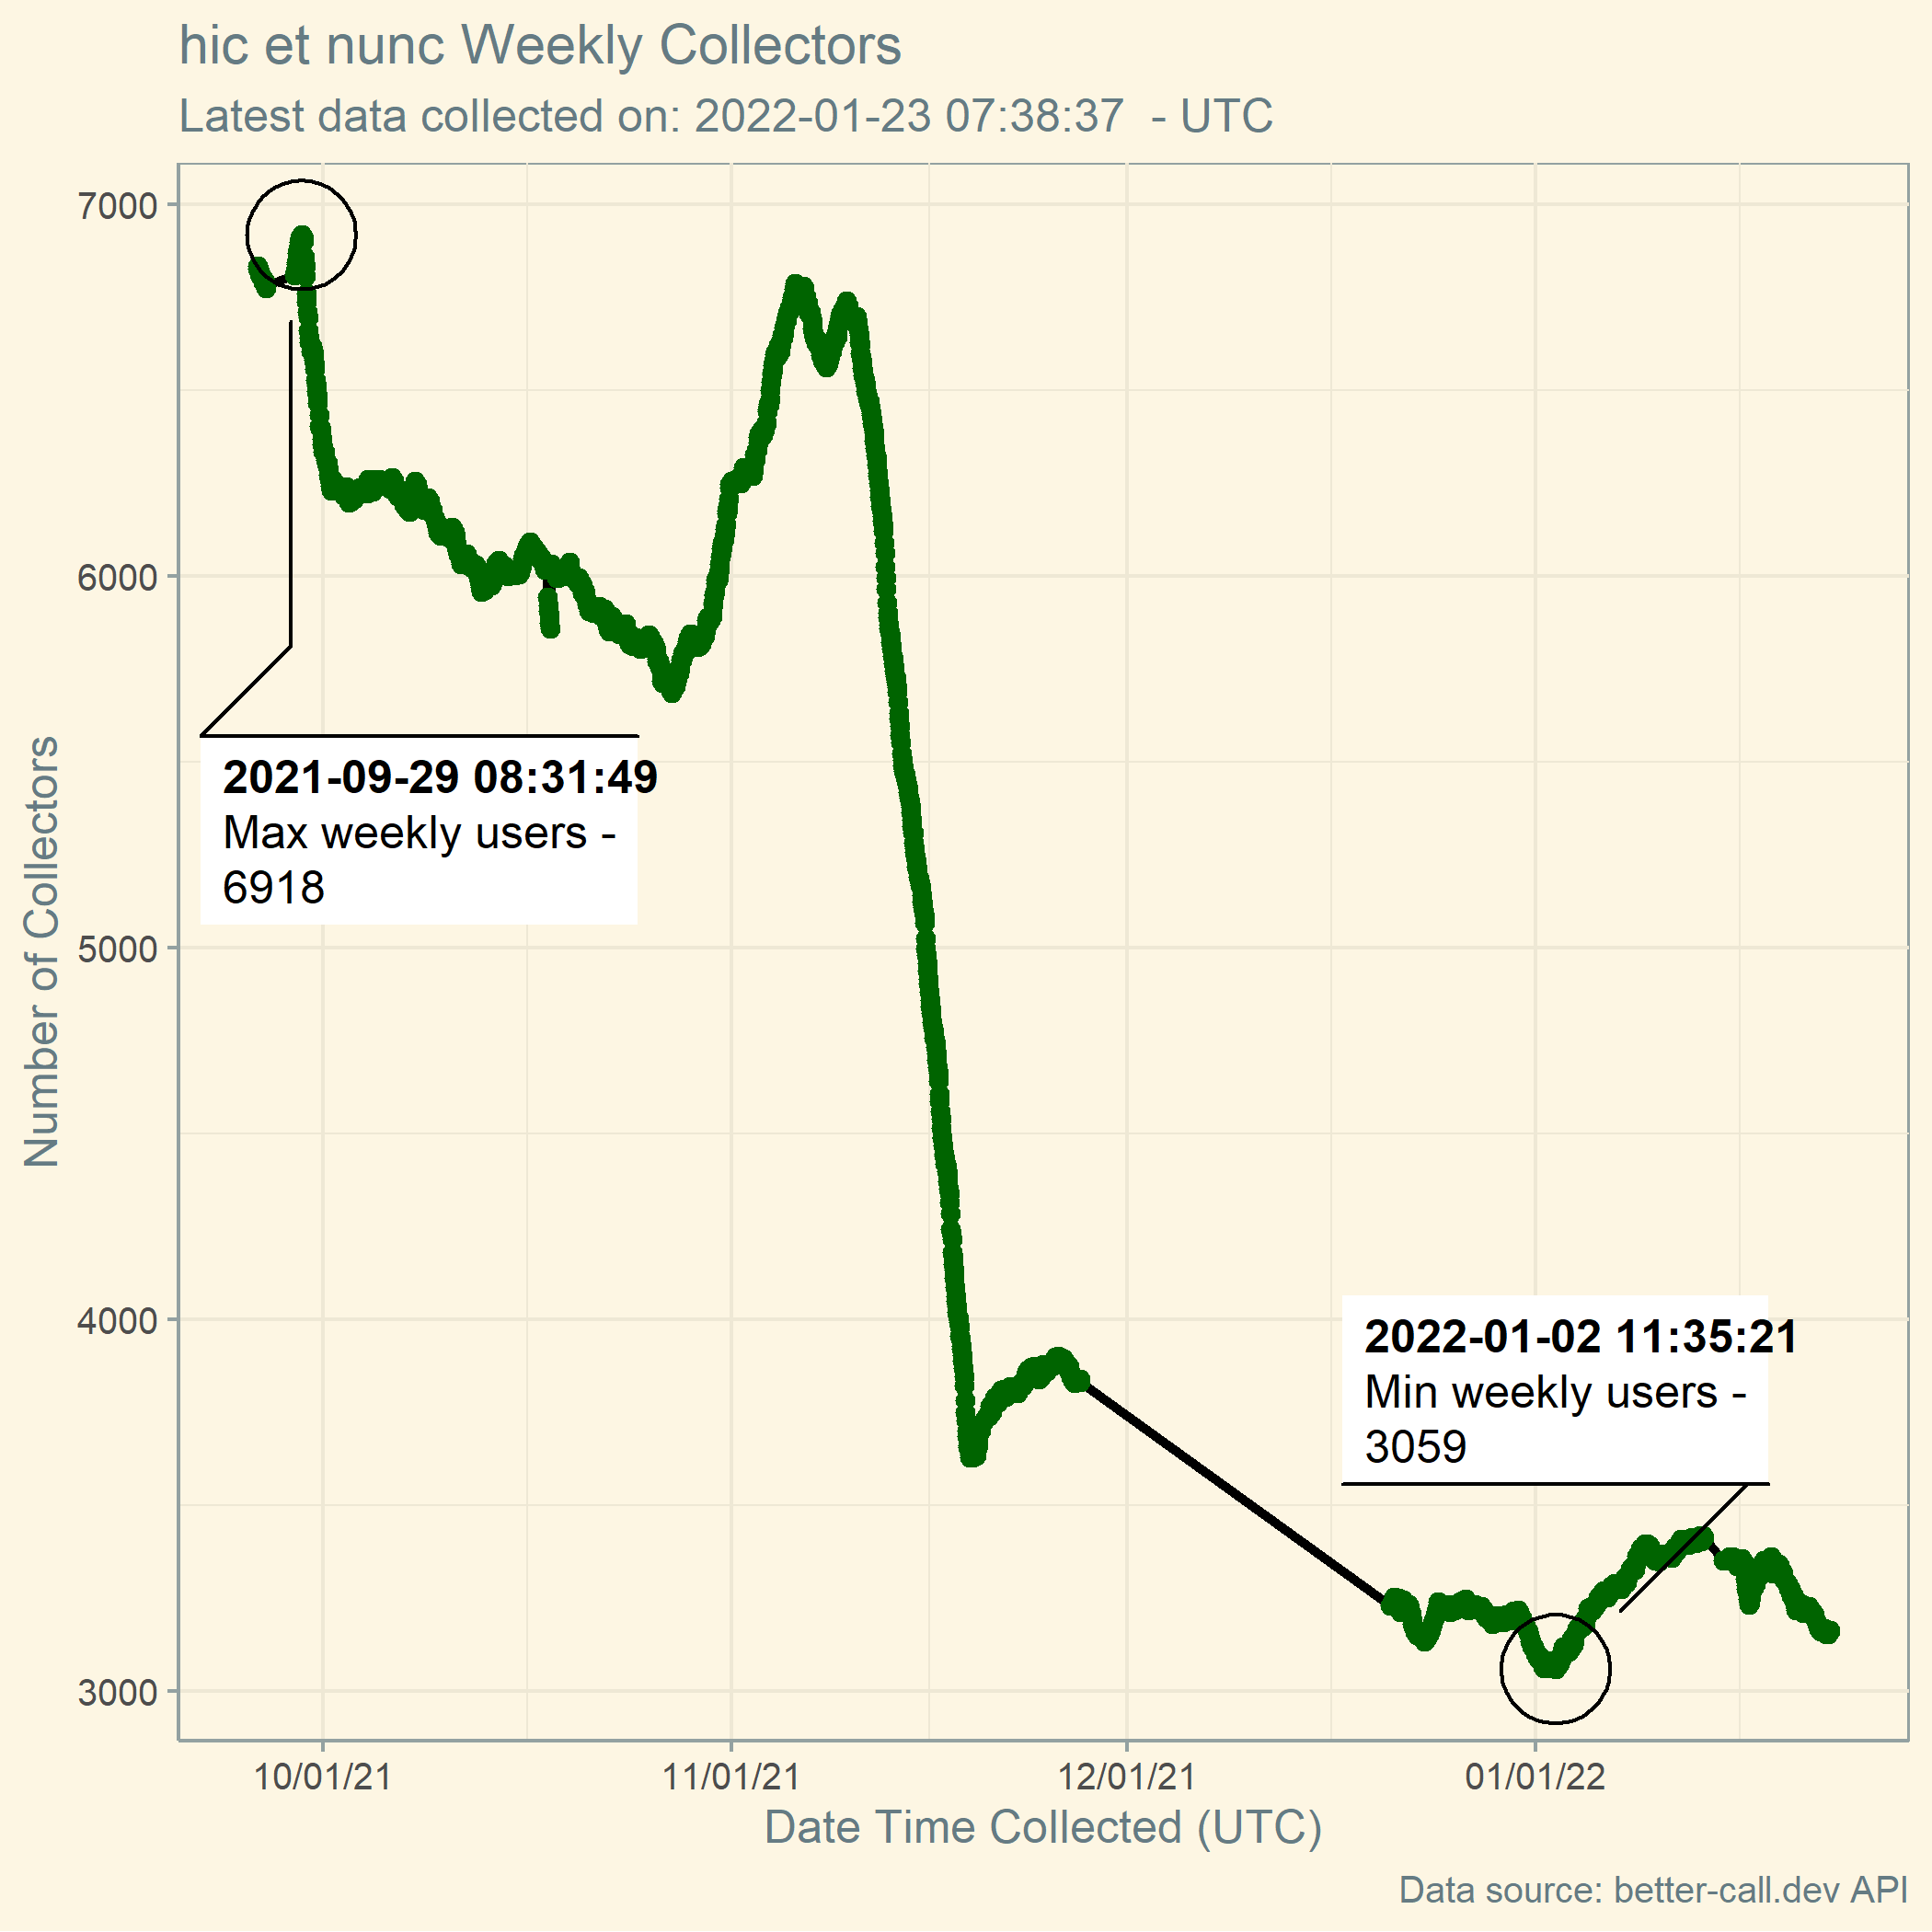 hic et nunc Weekly Collectors
Latest data collected on: 2022-01-23 07:38:37  - UTC
Number of Collectors
7000
6000
5000
4000
3000
2021-09-29 08:31:49
Max weekly users -
6918
2022-01-02 11:35:21
Min weekly users -
3059
10/01/21
11/01/21
12/01/21
01/01/22
Date Time Collected (UTC)
Data source: better-call.dev API